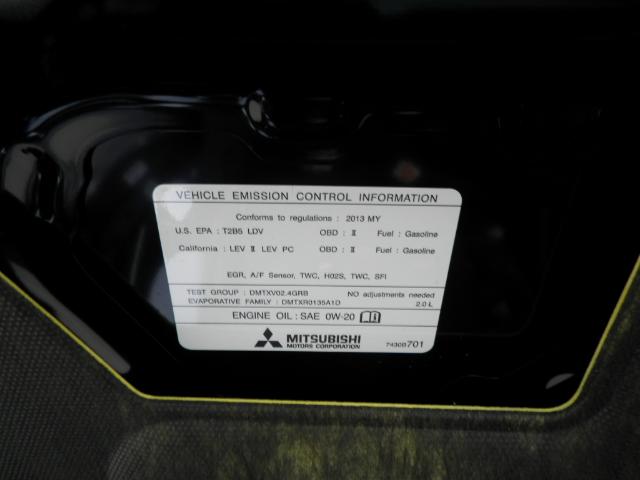 VEHICLE EMISSION CONTROL INFORMATION
Conforms to regulations : 2013 MY
U.S. EPA : T2B5 LDV OBD : II Fuel : Gasoline
California : LEV II LEV PC OBD : II Fuel : Gasoline
EGR, A/F Sensor, TWC, HO2S, TWC, SFI
TEST GROUP : DMTXV02.4GRB NO adjustments needed
EVAPORATIVE FAMILY : DMTXR0135A1D 2.0 L
ENGINE OIL : SAE 0W-20
MITSUBISHI
MOTORS CORPORATION 7430B701